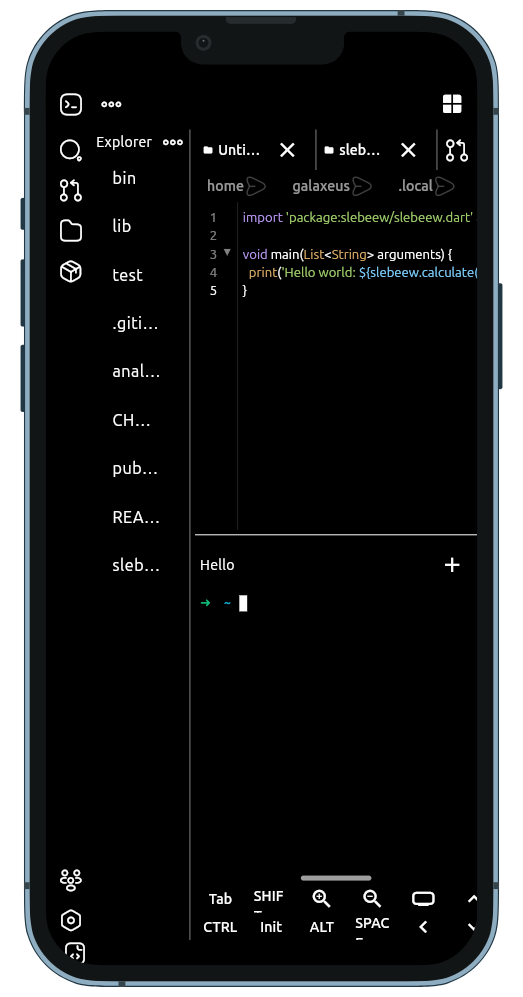 Explorer
Unti...
sleb...
bin
lib
test
.giti...
anal...
CH...
pub...
REA...
sleb...
home
galaxeus
.local
1 import 'package:slebeew/slebeew.dart'
2
3 void main(List<String> arguments) {
4 print('Hello world: ${slebeew.calculate(
5 }
Hello
➜ ~
Tab SHIF
CTRL Init ALT SPAC